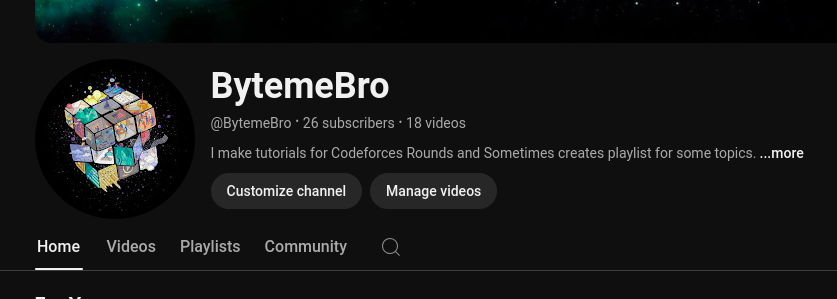 BytemeBro
@BytemeBro · 26 subscribers · 18 videos
I make tutorials for Codeforces Rounds and Sometimes creates playlist for some topics. ...more
Customize channel Manage videos
Home Videos Playlists Community